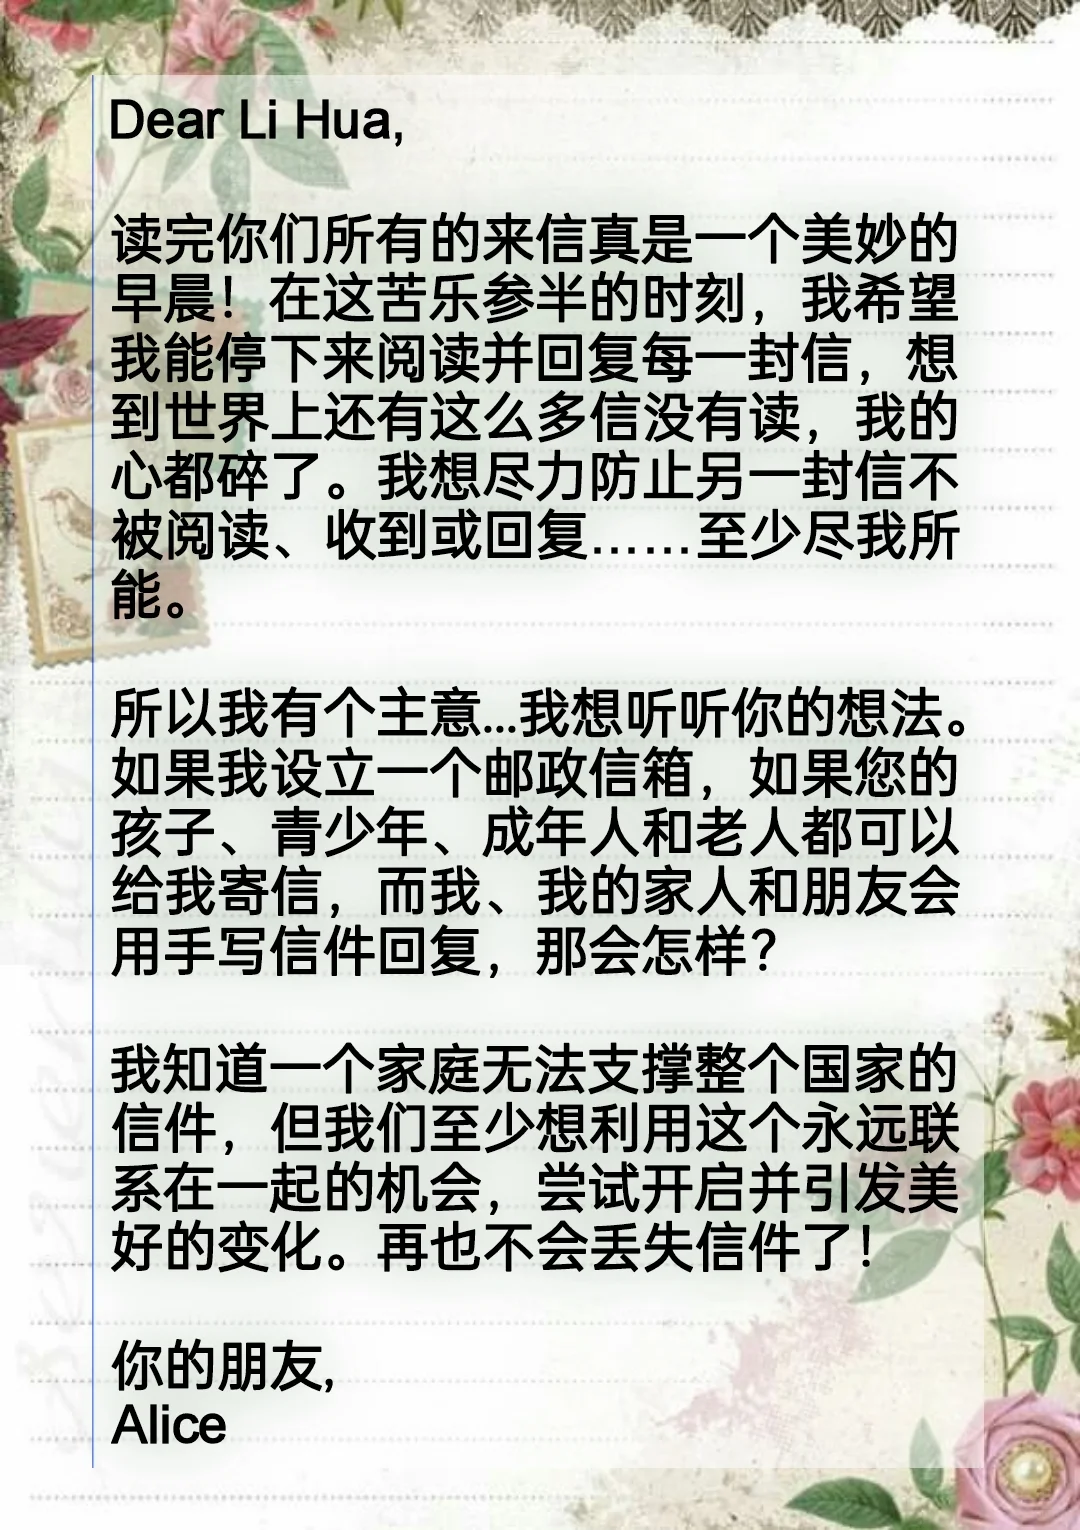 Dear Li Hua,
读完你们所有的来信真是一个美妙的
早晨！在这苦乐参半的时刻，我希望
我能停下来阅读并回复每一封信，想
到世界上还有这么多信没有读，我的
心都碎了。我想尽力防止另一封信不
被阅读、收到或回复……至少尽我所
能。
所以我有个主意...我想听听你的想法。
如果我设立一个邮政信箱，如果您的
孩子、青少年、成年人和老人都可以
给我寄信，而我、我的家人和朋友会
用手写信件回复，那会怎样？
我知道一个家庭无法支撑整个国家的
信件，但我们至少想利用这个永远联
系在一起的机会，尝试开启并引发美
好的变化。再也不会丢失信件了！
你的朋友,
Alice